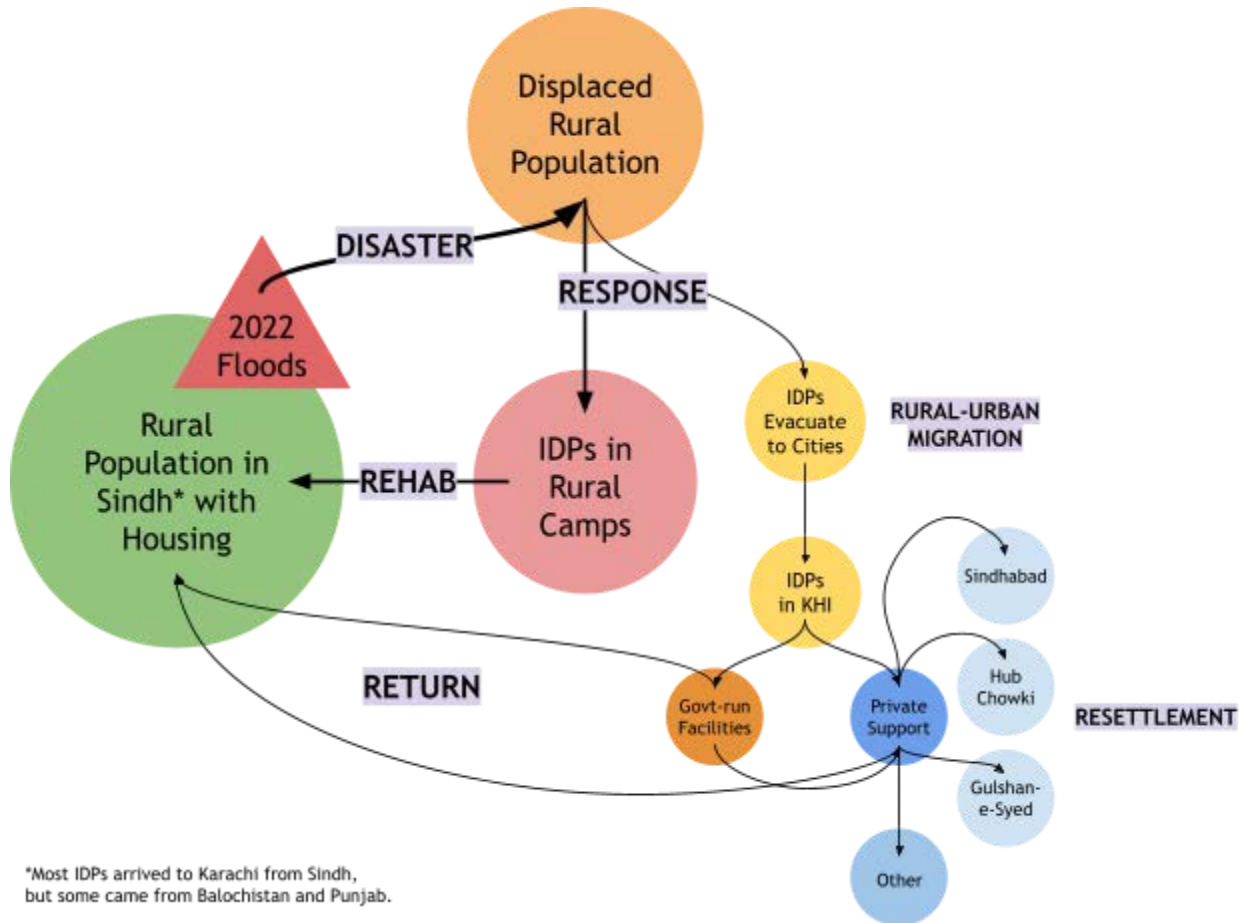 Displaced
Rural
Population
DISASTER
RESPONSE
2022
Floods
Rural
Population in
Sindh* with
Housing
REHAB
IDPs in
Rural
Camps
IDPs
Evacuate
to Cities
RURAL-URBAN
MIGRATION
IDPs
in KHI
Sindhabad
RETURN
Govt-run
Facilities
Private
Support
Hub
Chowki
RESETTLEMENT
Gulshan-
e-Syed
Other
*Most IDPs arrived to Karachi from Sindh,
but some came from Balochistan and Punjab.